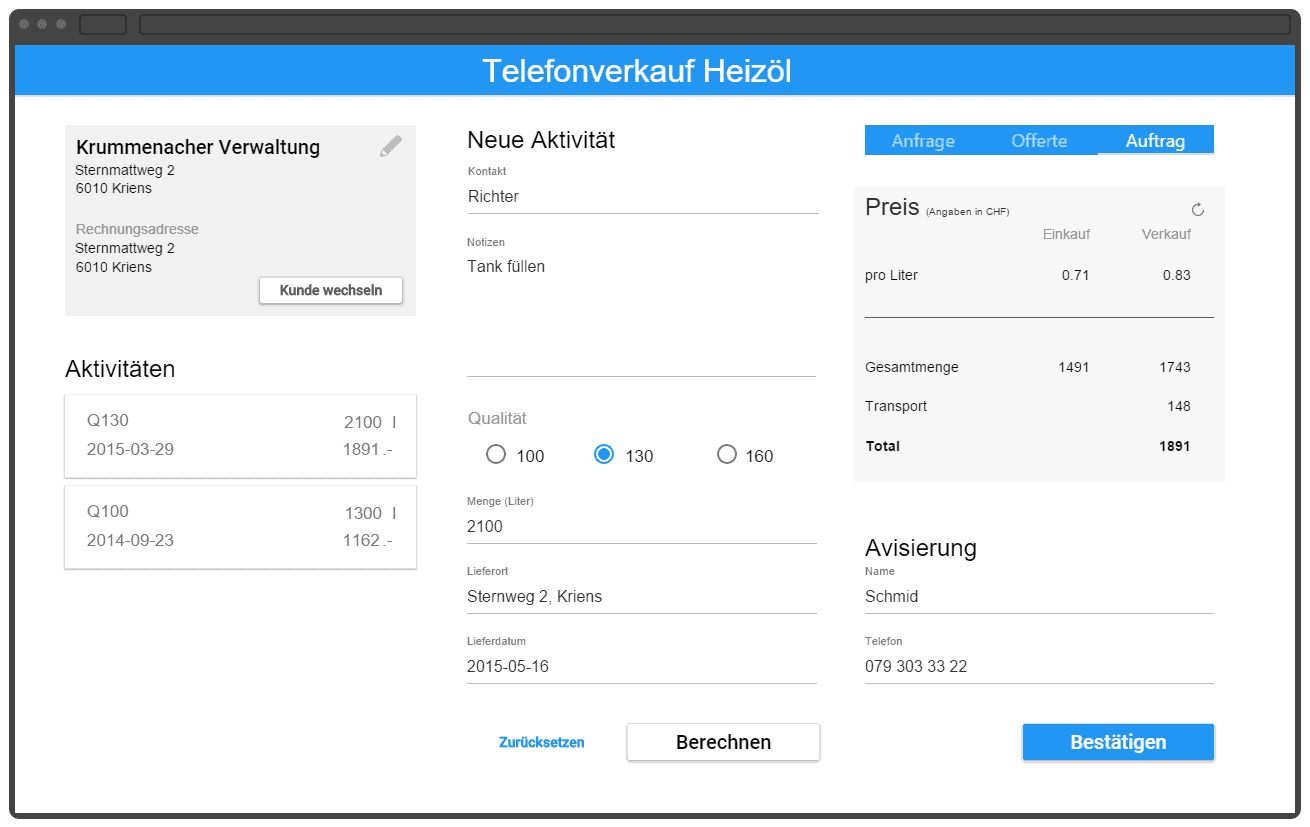 Telefonverkauf Heizöl
Krummenacher Verwaltung
Sternmattweg 2
6010 Kriens
Rechnungsadresse
Sternmattweg 2
6010 Kriens
Kunde wechseln
Aktivitäten
Q130 2100 l
2015-03-29 1891.-
Q100 1300 l
2014-09-23 1162.-
Neue Aktivität
Kontakt
Richter
Notizen
Tank füllen
Qualität
100 130 160
Menge (Liter)
2100
Lieferort
Sternweg 2, Kriens
Lieferdatum
2015-05-16
Zurücksetzen Berechnen
Anfrage Offerte Auftrag
Preis (Angaben in CHF)
Einkauf Verkauf
pro Liter 0.71 0.83
Gesamtmenge 1491 1743
Transport 148
Total 1891
Avisierung
Name
Schmid
Telefon
079 303 33 22
Bestätigen